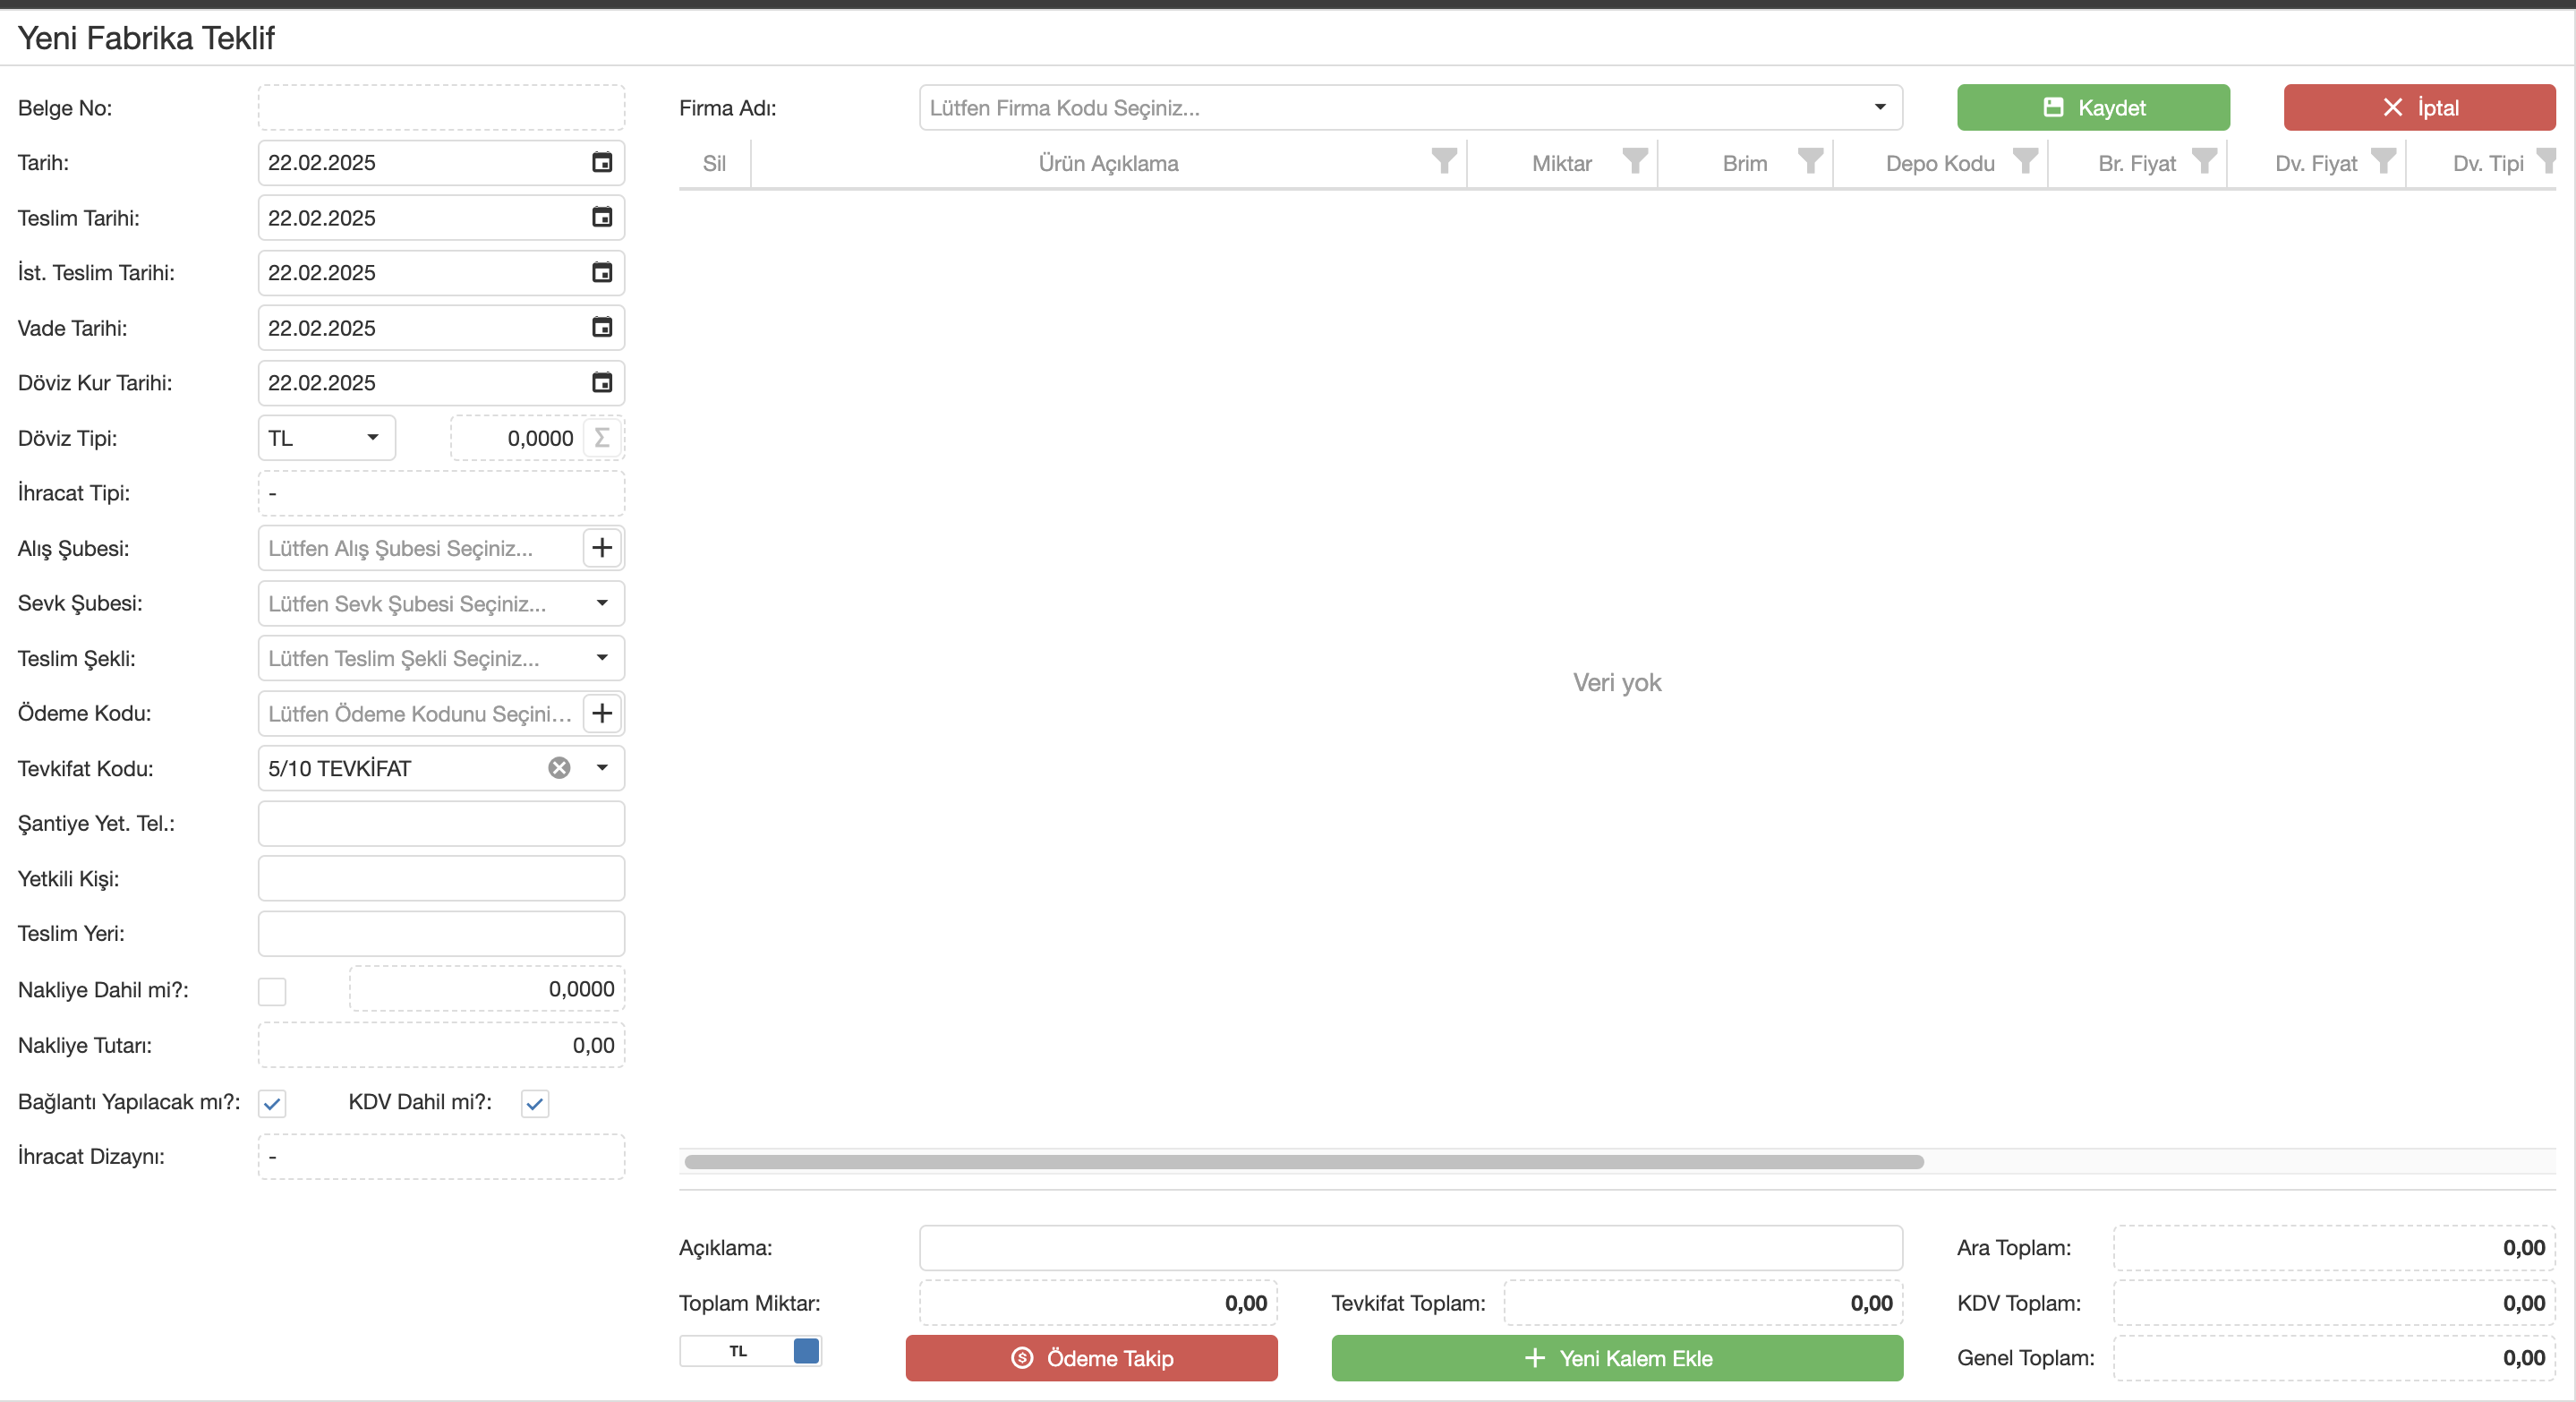 Yeni Fabrika Teklif
Belge No:
Tarih: 22.02.2025
Teslim Tarihi: 22.02.2025
İst. Teslim Tarihi: 22.02.2025
Vade Tarihi: 22.02.2025
Döviz Kur Tarihi: 22.02.2025
Döviz Tipi: TL 0,0000 Σ
İhracat Tipi: -
Alış Şubesi: Lütfen Alış Şubesi Seçiniz...
Sevk Şubesi: Lütfen Sevk Şubesi Seçiniz...
Teslim Şekli: Lütfen Teslim Şekli Seçiniz...
Ödeme Kodu: Lütfen Ödeme Kodunu Seçini...
Tevkifat Kodu: 5/10 TEVKİFAT
Şantiye Yet. Tel.:
Yetkili Kişi:
Teslim Yeri:
Nakliye Dahil mi?: 0,0000
Nakliye Tutarı: 0,00
Bağlantı Yapılacak mı?: KDV Dahil mi?:
İhracat Dizaynı: -
Firma Adı: Lütfen Firma Kodu Seçiniz... Kaydet İptal
Sil Ürün Açıklama Miktar Brim Depo Kodu Br. Fiyat Dv. Fiyat Dv. Tipi
Veri yok
Açıklama: Ara Toplam: 0,00
Toplam Miktar: 0,00 Tevkifat Toplam: 0,00 KDV Toplam: 0,00
TL Ödeme Takip Yeni Kalem Ekle Genel Toplam: 0,00